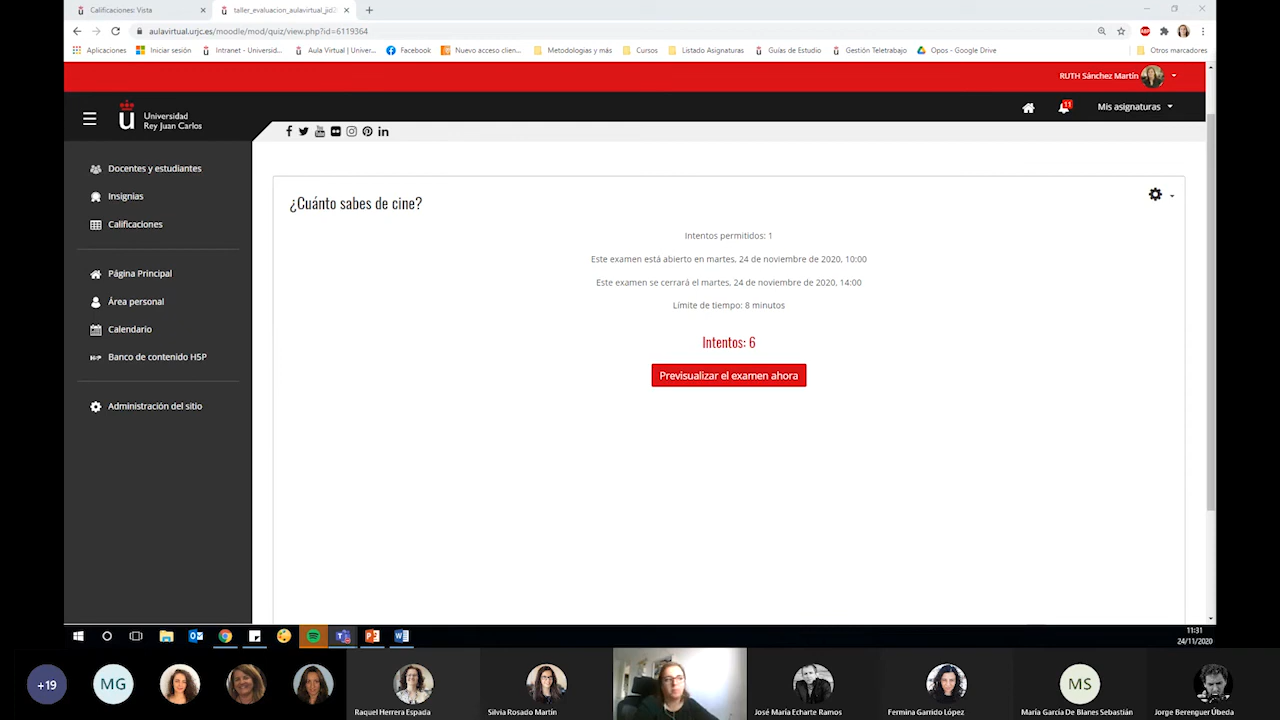 Calificaciones: Vista
taller_evaluacion_aulavirtual_jid2
aulavirtual.urjc.es/moodle/mod/quiz/view.php?id=6119364
Aplicaciones
Iniciar sesión
Intranet - Universid...
Aula Virtual | Univer...
Facebook
Nuevo acceso clien...
Metodologias y más
Cursos
Listado Asignaturas
Guías de Estudio
Gestión Teletrabajo
Opos - Google Drive
Otros marcadores
RUTH Sánchez Martín
Universidad
Rey Juan Carlos
11
Mis asignaturas
Docentes y estudiantes
Insignias
Calificaciones
Página Principal
Área personal
Calendario
Banco de contenido H5P
Administración del sitio
¿Cuánto sabes de cine?
Intentos permitidos: 1
Este examen está abierto en martes, 24 de noviembre de 2020, 10:00
Este examen se cerrará el martes, 24 de noviembre de 2020, 14:00
Límite de tiempo: 8 minutos
Intentos: 6
Previsualizar el examen ahora
11:31
24/11/2020
+19
MG
Raquel Herrera Espada
Silvia Rosado Martín
José María Echarte Ramos
Fermina Garrido López
MS
María García De Blanes Sebastián
Jorge Berenguer Úbeda